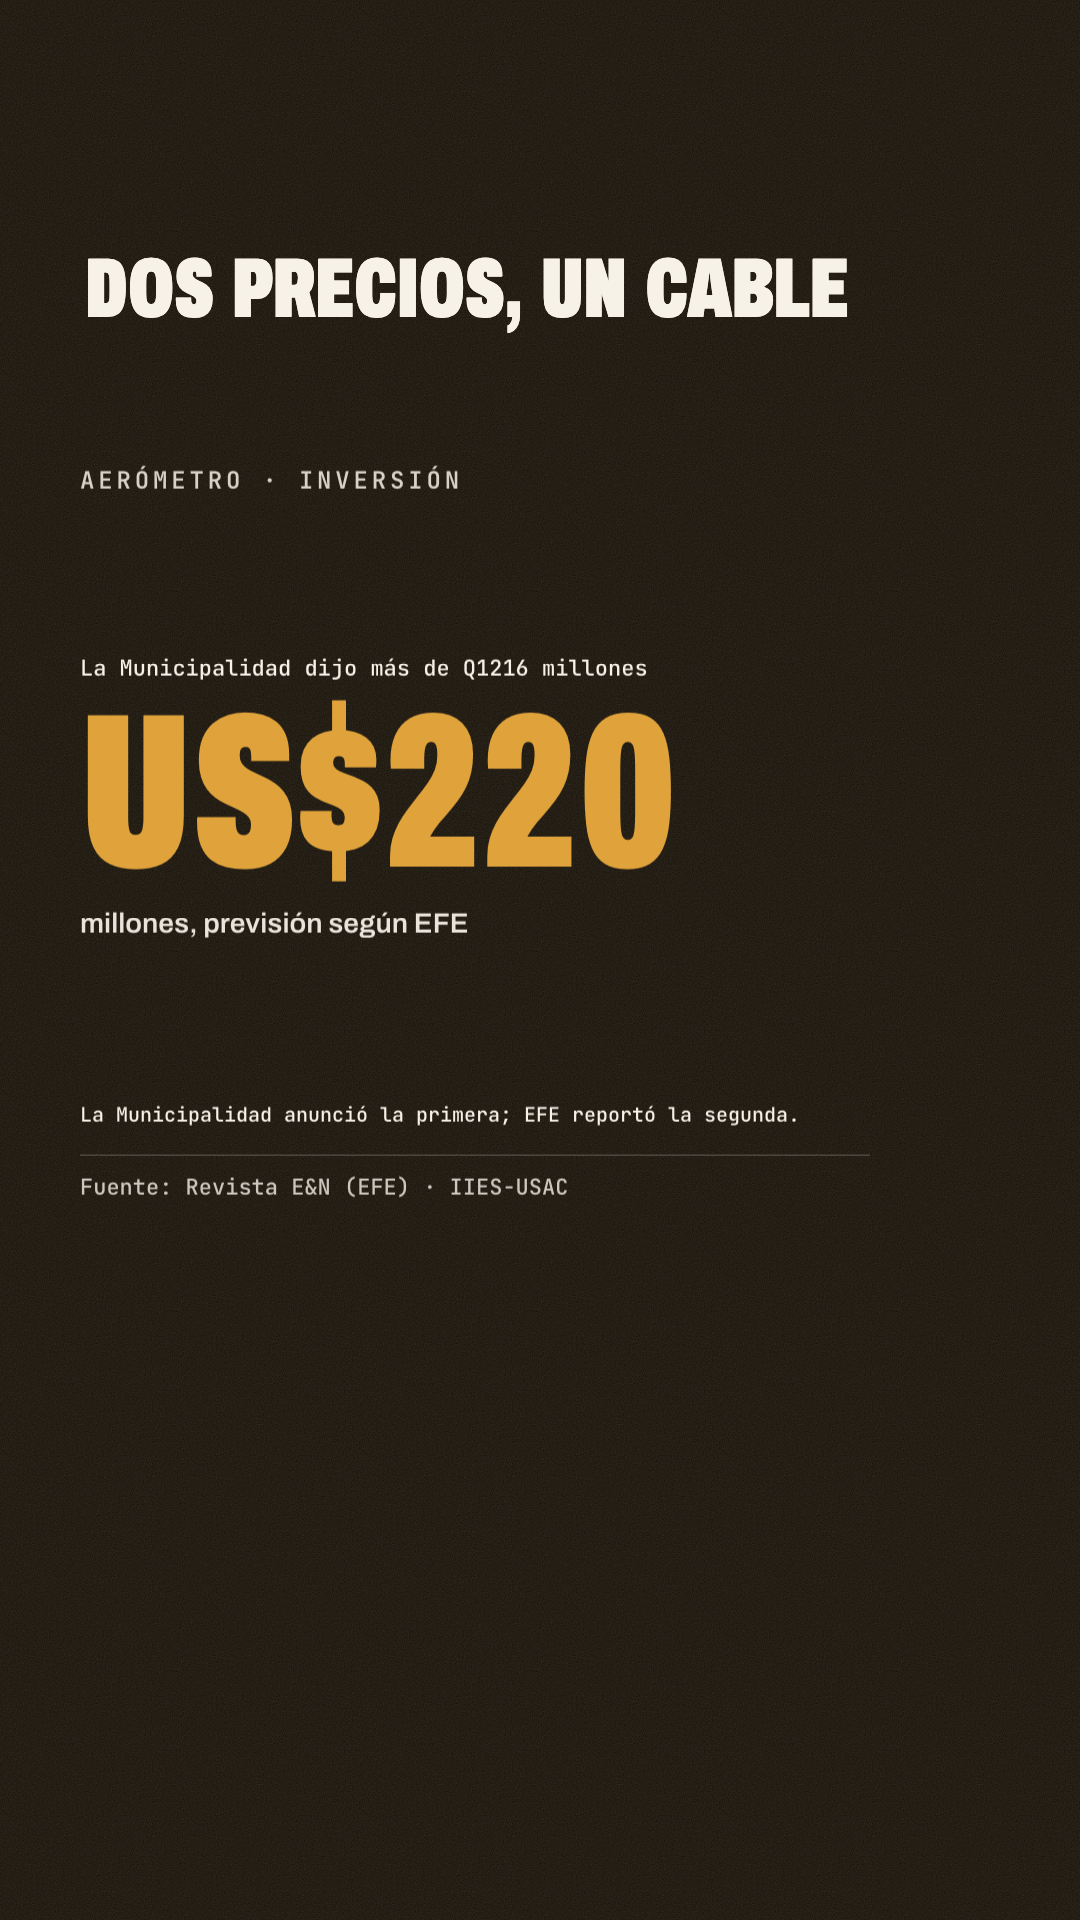 DOS PRECIOS, UN CABLE
AERÓMETRO · INVERSIÓN
La Municipalidad dijo más de Q1216 millones
US$220
millones, previsión según EFE
La Municipalidad anunció la primera; EFE reportó la segunda.
Fuente: Revista E&N (EFE) · IIES-USAC